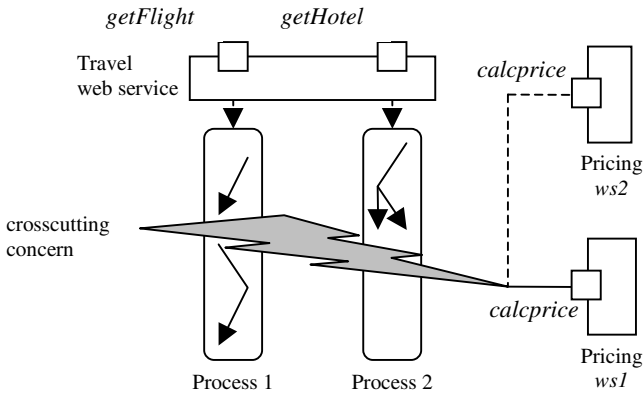 getFlight
getHotel
Travel
web service
calcprice
Pricing
ws2
crosscutting
concern
calcprice
Pricing
ws1
Process 1
Process 2